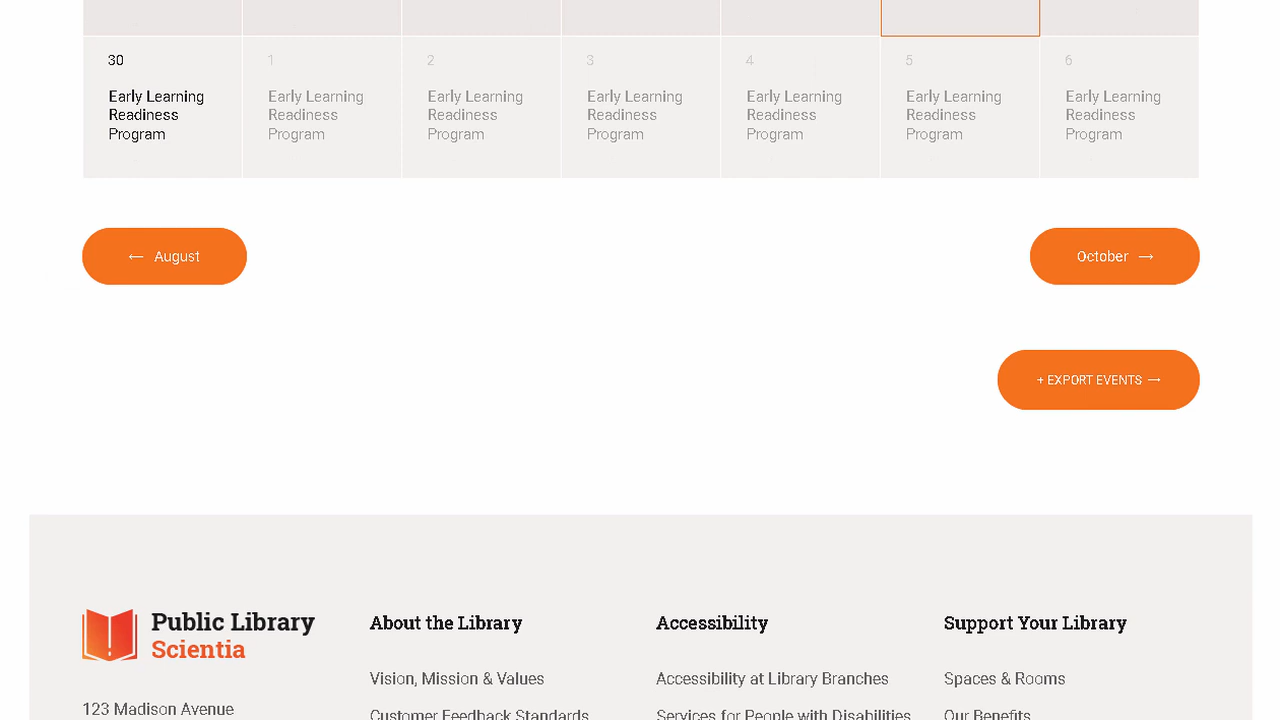 30 1 2 3 4 5 6
Early Learning Early Learning Early Learning Early Learning Early Learning Early Learning Early Learning
Readiness Readiness Readiness Readiness Readiness Readiness Readiness
Program Program Program Program Program Program Program
← August October →
+ EXPORT EVENTS →
Public Library About the Library Accessibility Support Your Library
Scientia
Vision, Mission & Values Accessibility at Library Branches Spaces & Rooms
123 Madison Avenue Customer Feedback Standards Services for People with Disabilities Our Benefits